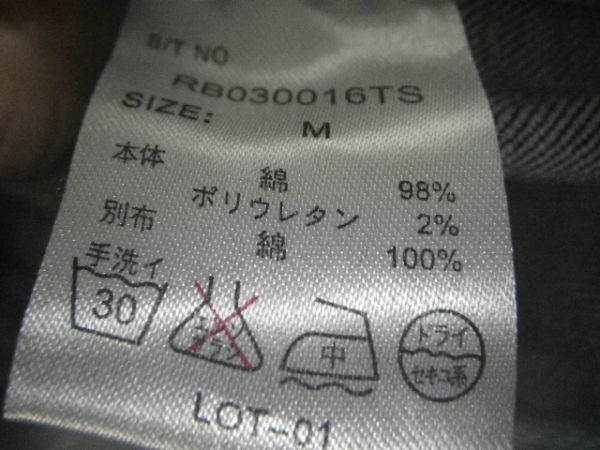 S/T NO
RB030016TS
SIZE: M
本体 綿 98%
ポリウレタン 2%
別布 綿 100%
手洗イ
30
エンソ サラシ
中
ドライ
セキユ系
LOT-01